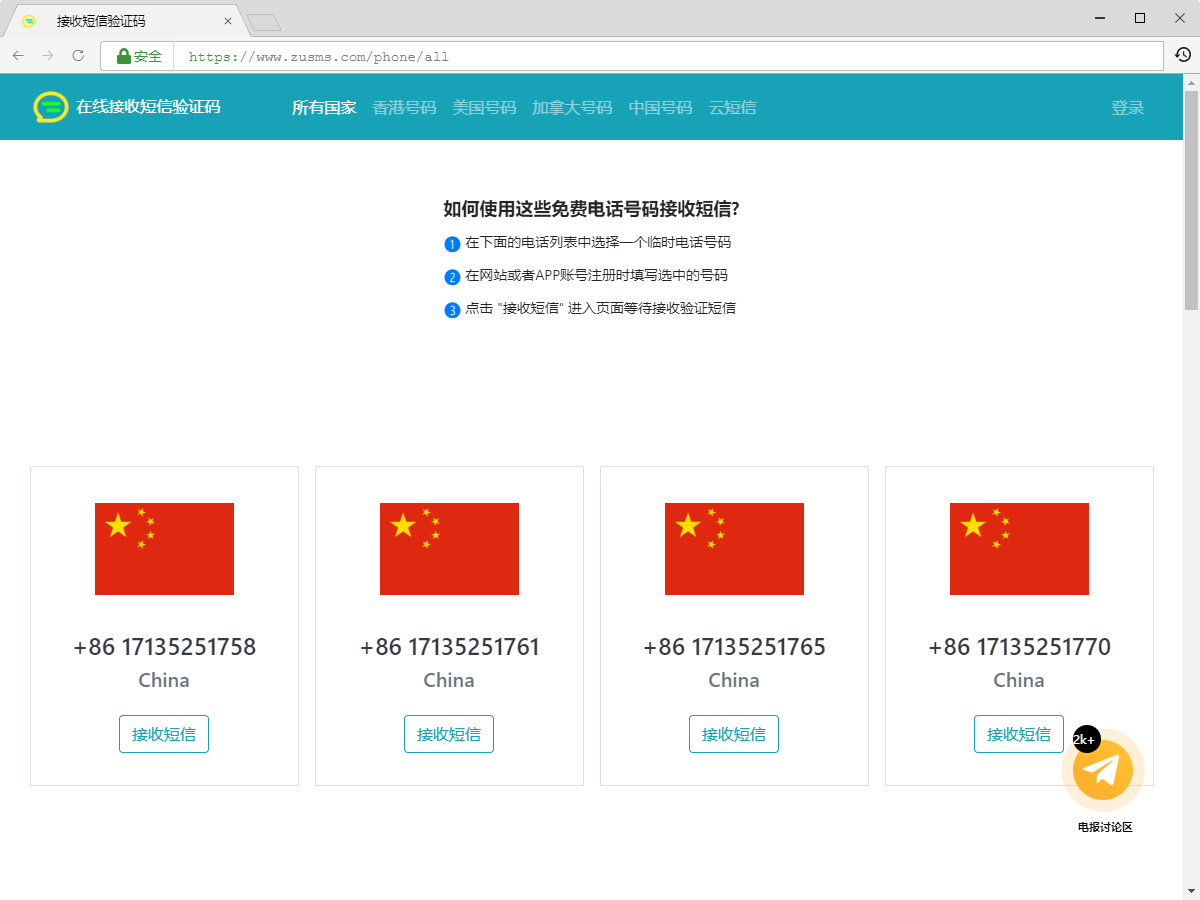 接收短信验证码
安全
https://www.zusms.com/phone/all
在线接收短信验证码
所有国家 香港号码 美国号码 加拿大号码 中国号码 云短信 登录
如何使用这些免费电话号码接收短信?
1 在下面的电话列表中选择一个临时电话号码
2 在网站或者APP账号注册时填写选中的号码
3 点击 "接收短信" 进入页面等待接收验证短信
+86 17135251758
China
接收短信
+86 17135251761
China
接收短信
+86 17135251765
China
接收短信
+86 17135251770
China
接收短信
2k+
电报讨论区